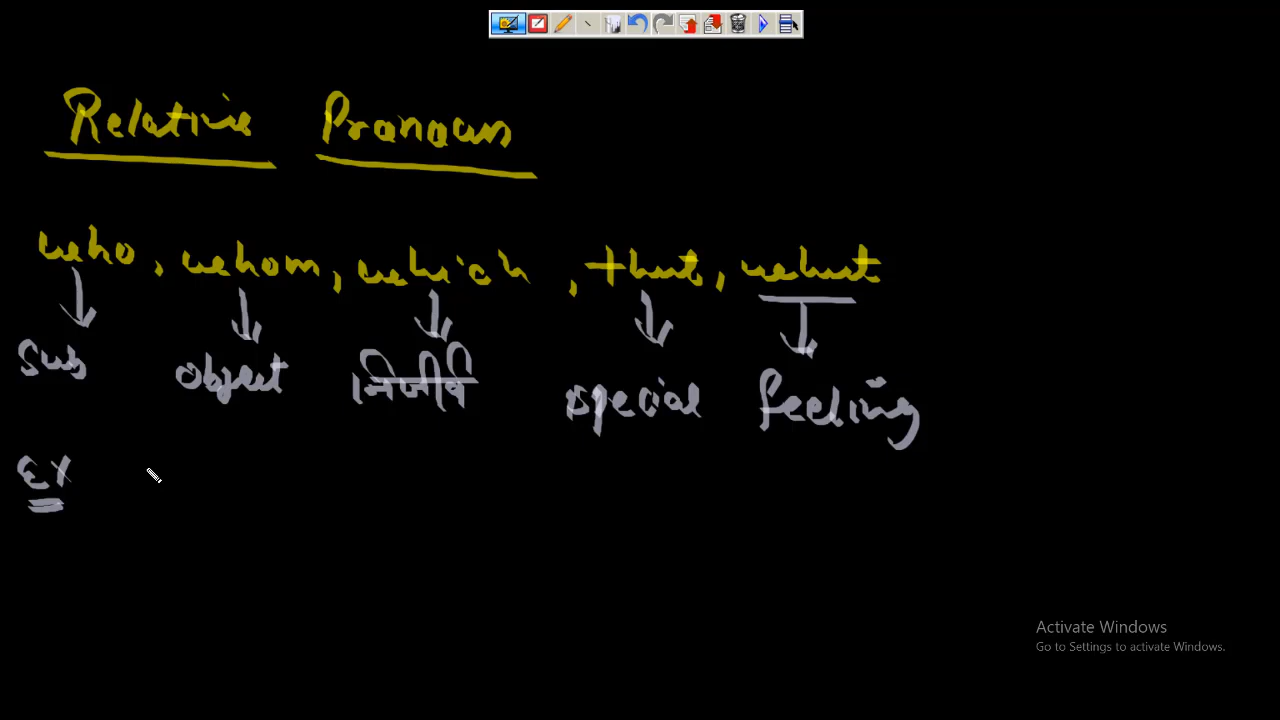 Relative Pronoun
who, whom, which, that, what
Sub object निर्जीव special feeling
Ex
Activate Windows
Go to Settings to activate Windows.